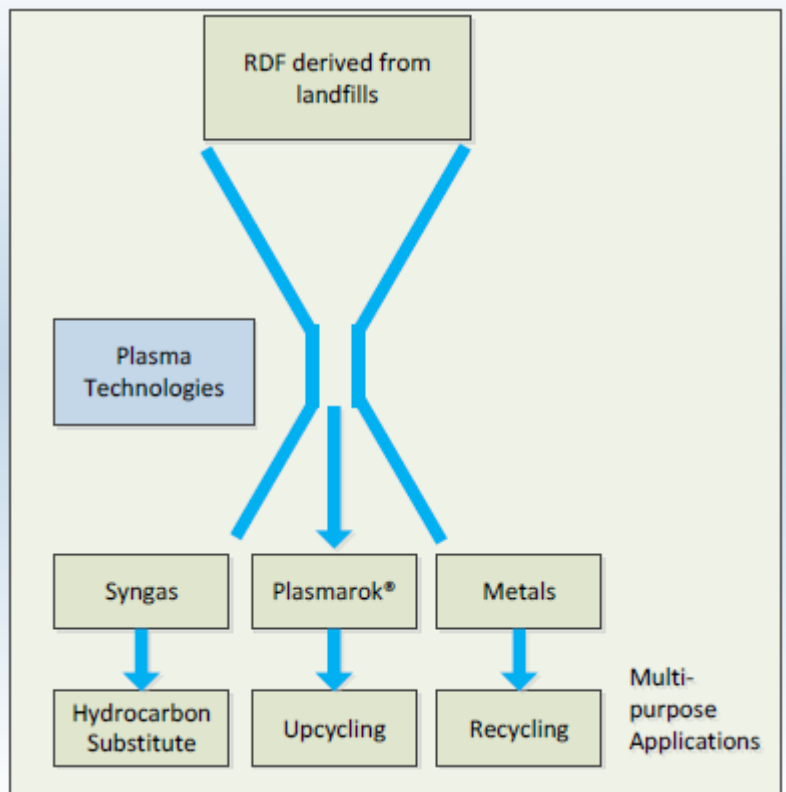 RDF derived from
landfills
Plasma
Technologies
Syngas
Plasmarok®
Metals
Hydrocarbon
Substitute
Upcycling
Recycling
Multi-
purpose
Applications